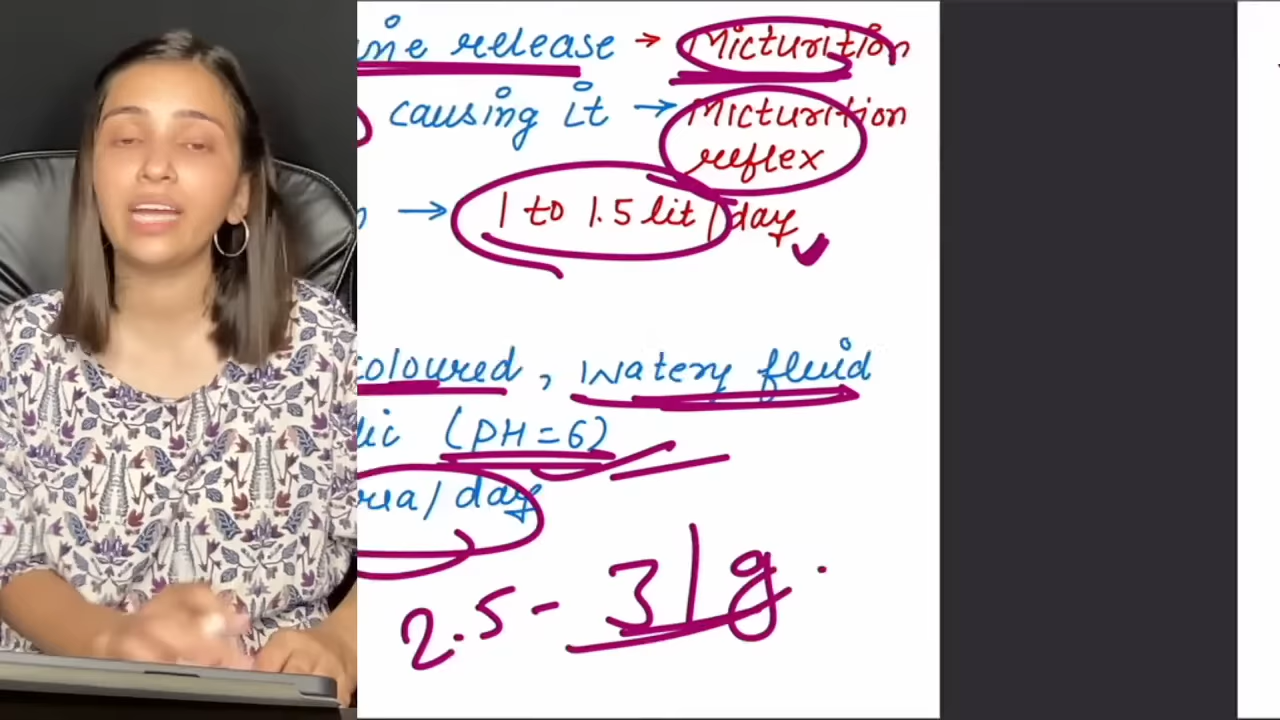 ine release → Micturition
causing it → Micturition
reflex
→ 1 to 1.5 lit / day
coloured, watery fluid
dic (PH=6)
rea / day
2.5 - 3 | g.